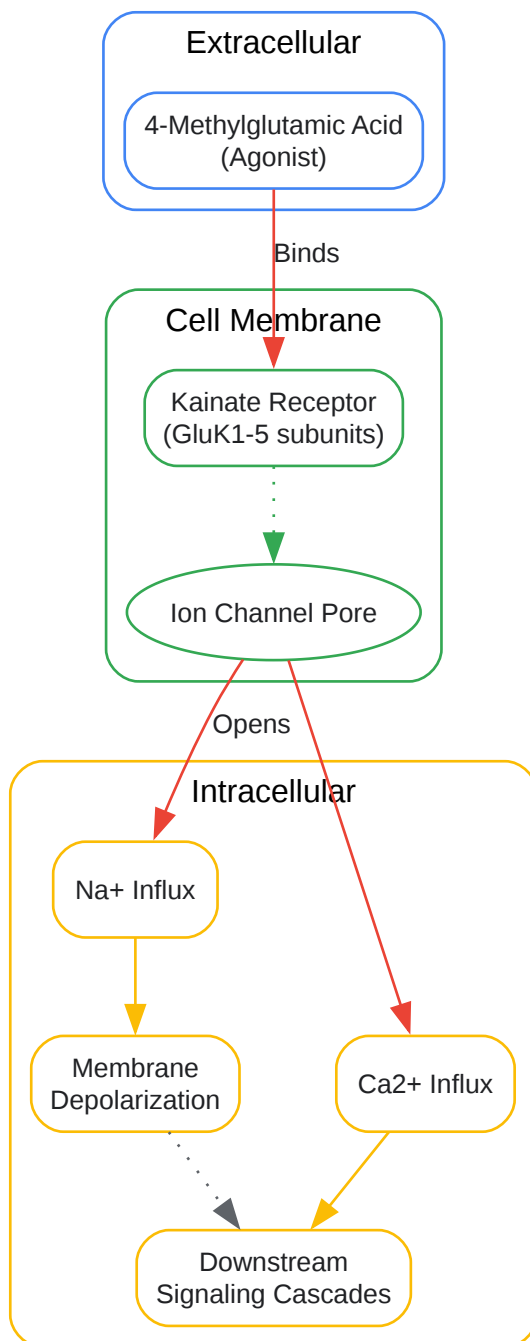 Extracellular
4-Methylglutamic Acid
(Agonist)
Binds
Cell Membrane
Kainate Receptor
(GluK1-5 subunits)
Ion Channel Pore
Opens
Intracellular
Na+ Influx
Membrane
Depolarization
Ca2+ Influx
Downstream
Signaling Cascades